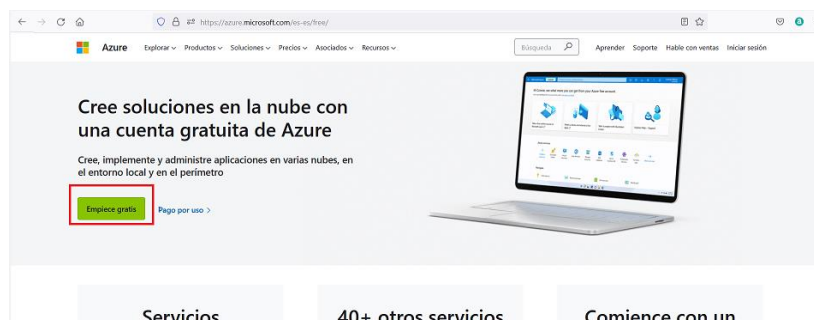 https://azure.microsoft.com/es-es/free/
Azure Explorar Productos Soluciones Precios Asociados Recursos Búsqueda Aprender Soporte Hable con ventas Iniciar sesión
Cree soluciones en la nube con
una cuenta gratuita de Azure
Cree, implemente y administre aplicaciones en varias nubes, en
el entorno local y en el perímetro
Empiece gratis Pago por uso >
Servicios 40+ otros servicios Comience con un